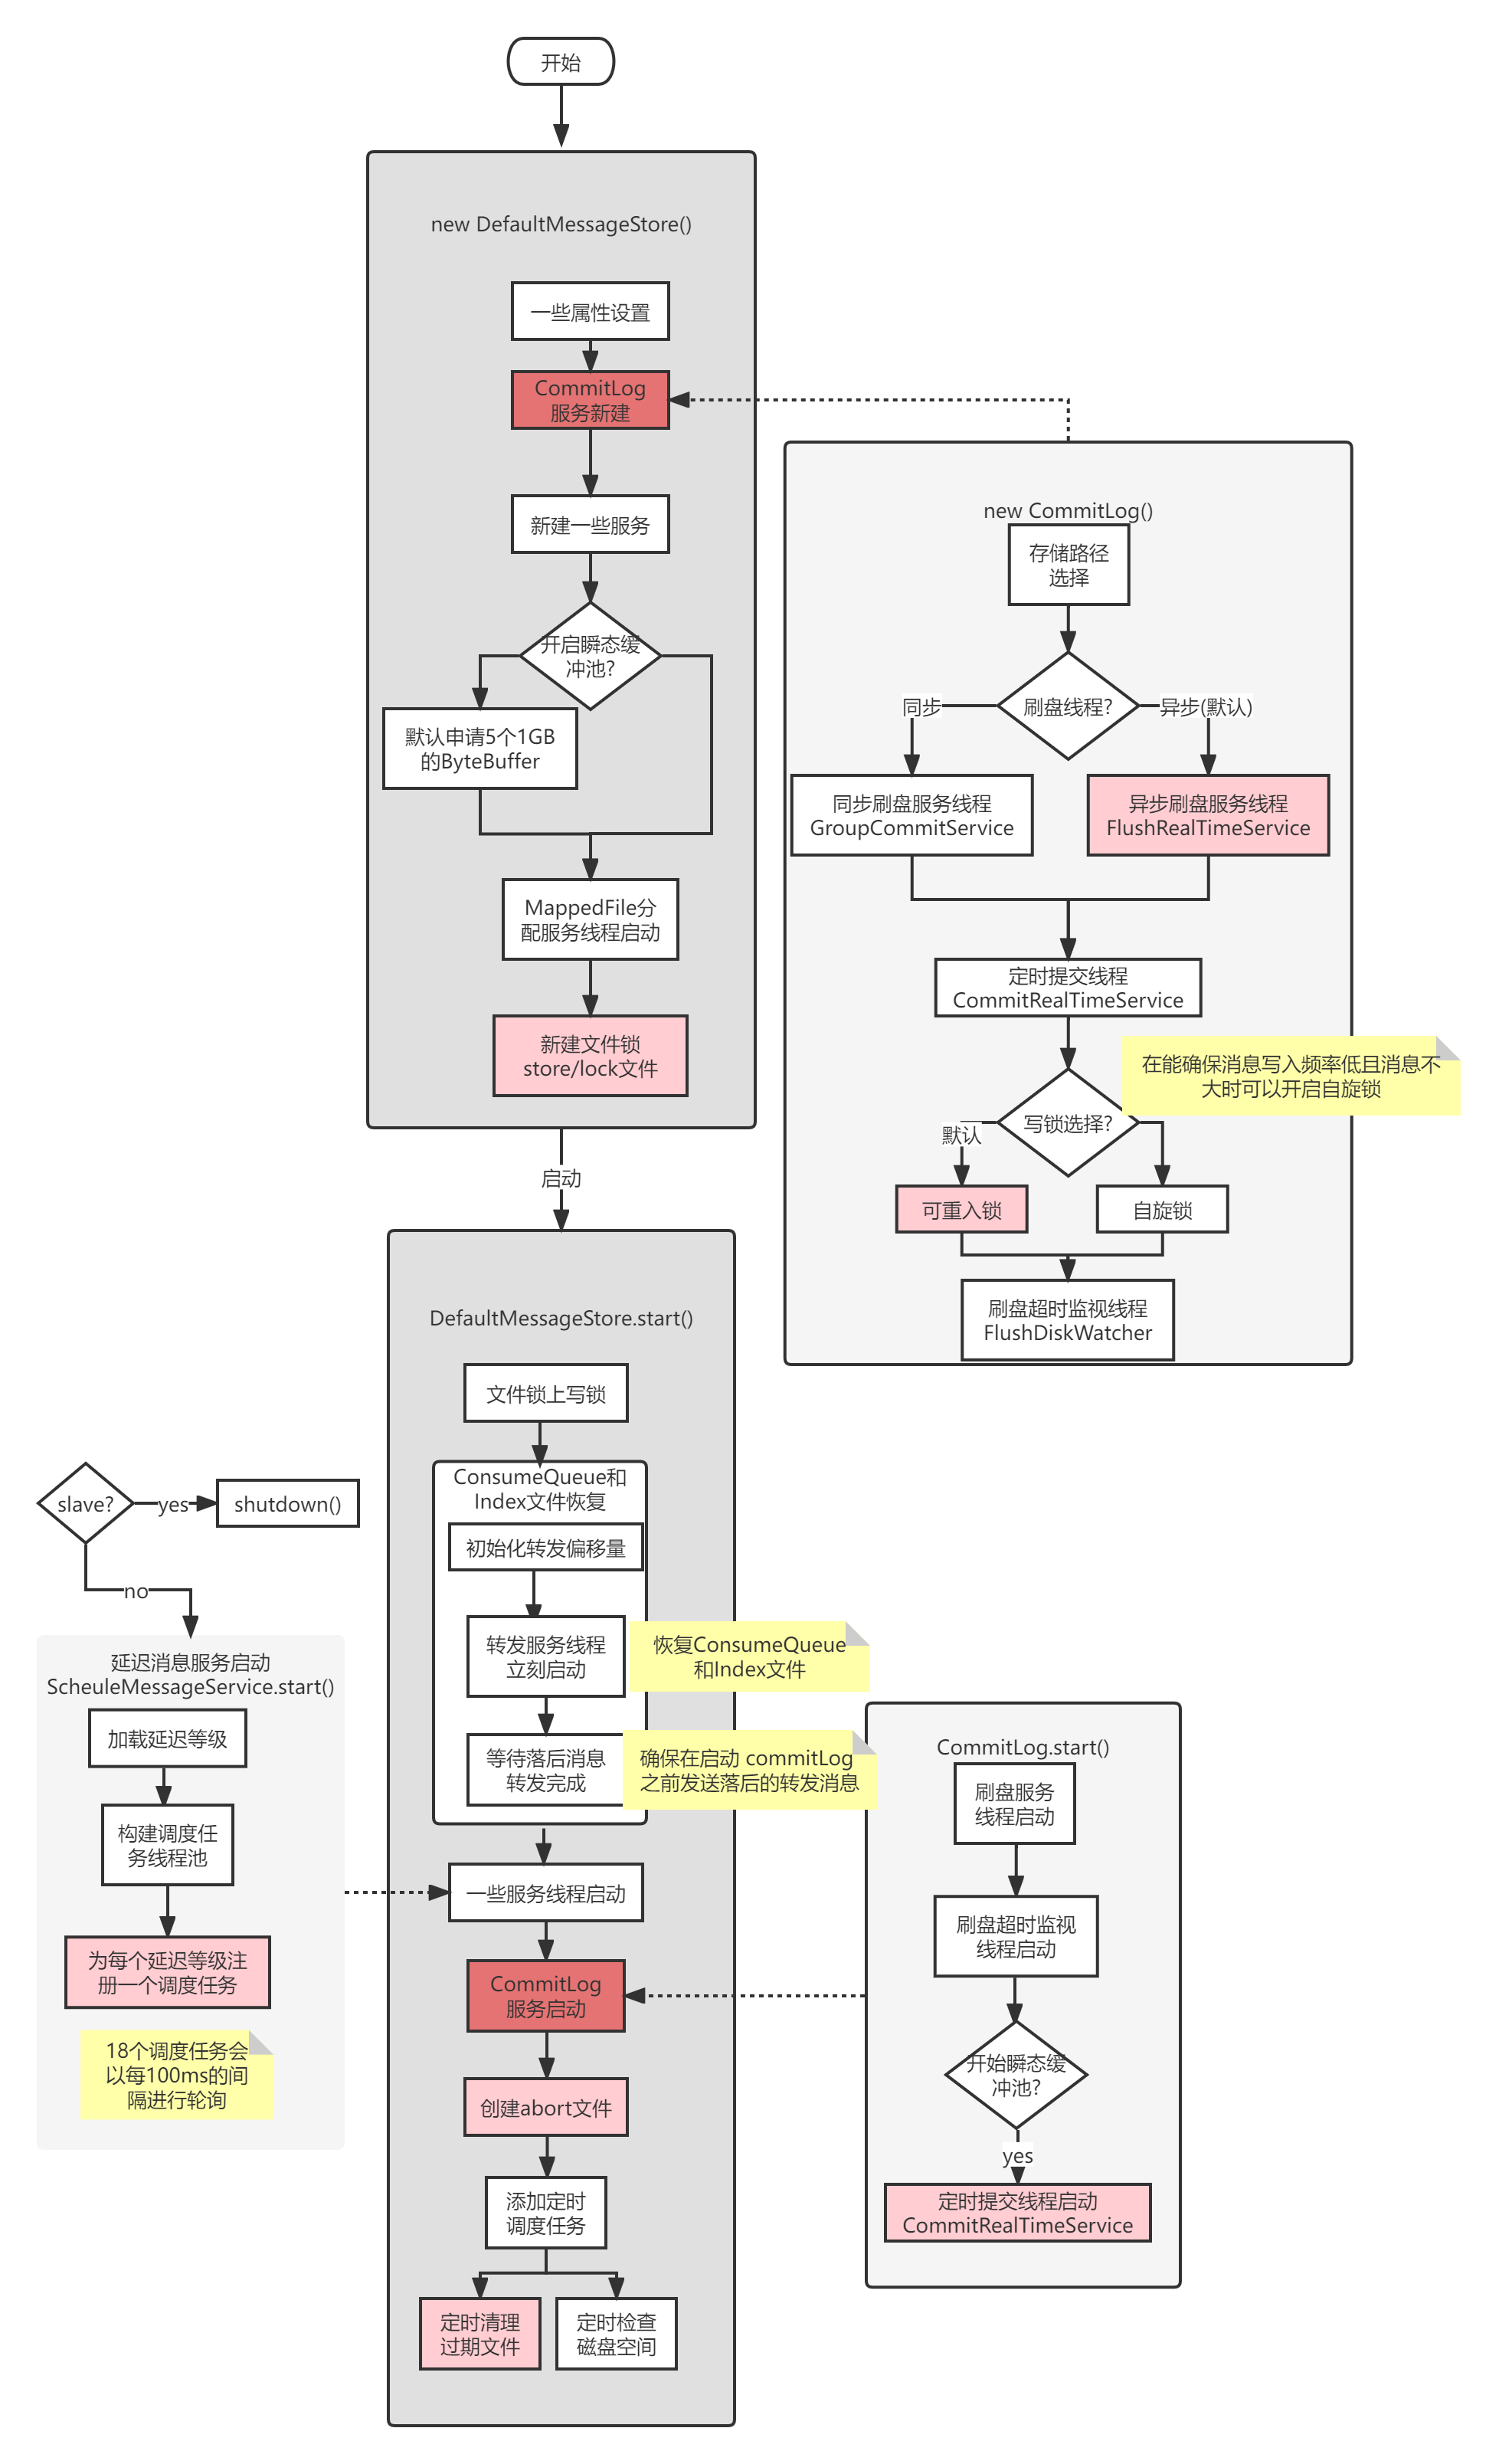 开始
new DefaultMessageStore()
一些属性设置
CommitLog
服务新建
新建一些服务
开启瞬态缓
冲池?
默认申请5个1GB
的ByteBuffer
MappedFile分
配服务线程启动
新建文件锁
store/lock文件
new CommitLog()
存储路径
选择
刷盘线程?
同步
异步(默认)
同步刷盘服务线程
GroupCommitService
异步刷盘服务线程
FlushRealTimeService
定时提交线程
CommitRealTimeService
在能确保消息写入频率低且消息不
大时可以开启自旋锁
写锁选择?
默认
可重入锁
自旋锁
刷盘超时监视线程
FlushDiskWatcher
启动
DefaultMessageStore.start()
文件锁上写锁
ConsumeQueue和
Index文件恢复
初始化转发偏移量
转发服务线程
立刻启动
恢复ConsumeQueue
和Index文件
等待落后消息
转发完成
确保在启动 commitLog
之前发送落后的转发消息
一些服务线程启动
CommitLog
服务启动
创建abort文件
添加定时
调度任务
定时清理
过期文件
定时检查
磁盘空间
slave?
yes
shutdown()
no
延迟消息服务启动
ScheuleMessageService.start()
加载延迟等级
构建调度任
务线程池
为每个延迟等级注
册一个调度任务
18个调度任务会
以每100ms的间
隔进行轮询
CommitLog.start()
刷盘服务
线程启动
刷盘超时监视
线程启动
开始瞬态缓
冲池?
yes
定时提交线程启动
CommitRealTimeService